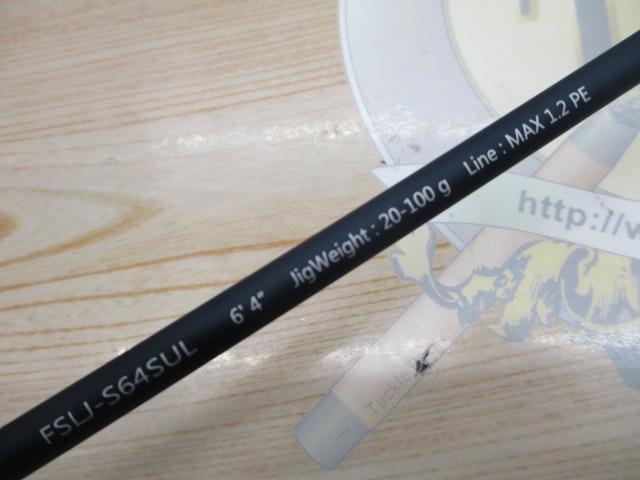 FSLJ-S64SUL 6' 4" JigWeight : 20-100 g Line : MAX 1.2 PE
http://w
Tackle